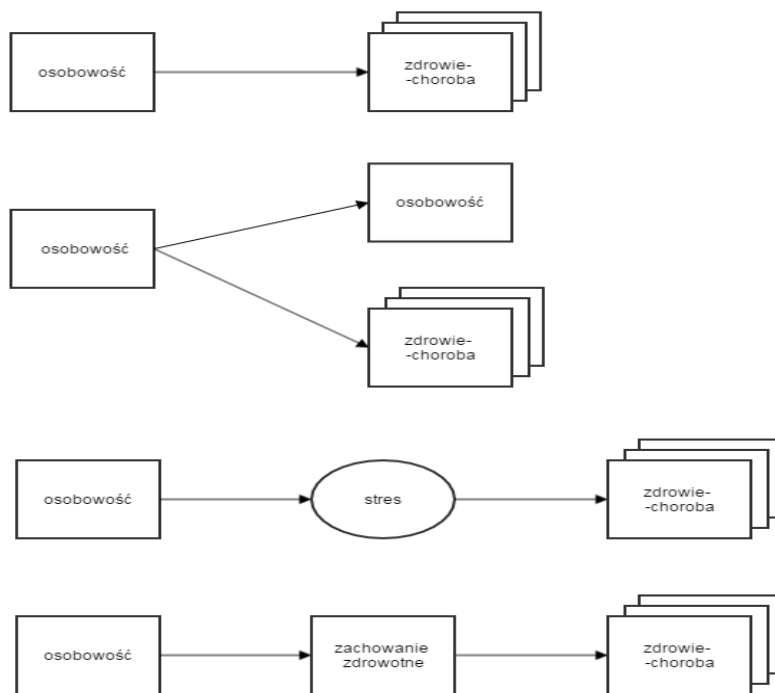 osobowość
zdrowie-
-choroba
osobowość
osobowość
zdrowie-
-choroba
osobowość
stres
zdrowie-
-choroba
osobowość
zachowanie
zdrowotne
zdrowie-
-choroba